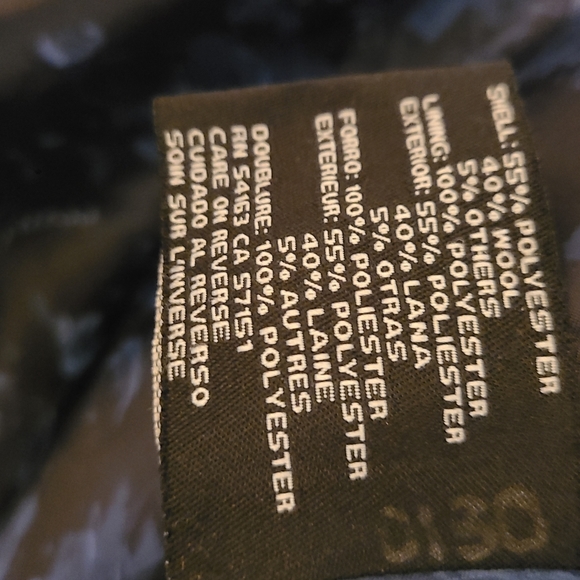 SHELL: 55% POLYESTER
40% WOOL
5% OTHERS
LINING: 100% POLYESTER
EXTERIOR: 55% POLIESTER
40% LANA
5% OTRAS
FORRO: 100% POLIESTER
EXTERIEUR: 55% POLYESTER
40% LAINE
5% AUTRES
DOUBLURE: 100% POLYESTER
RN 54163 CA 57151
CARE ON REVERSE
CUIDADO AL REVERSO
SOIN SUR L'INVERSE
0130